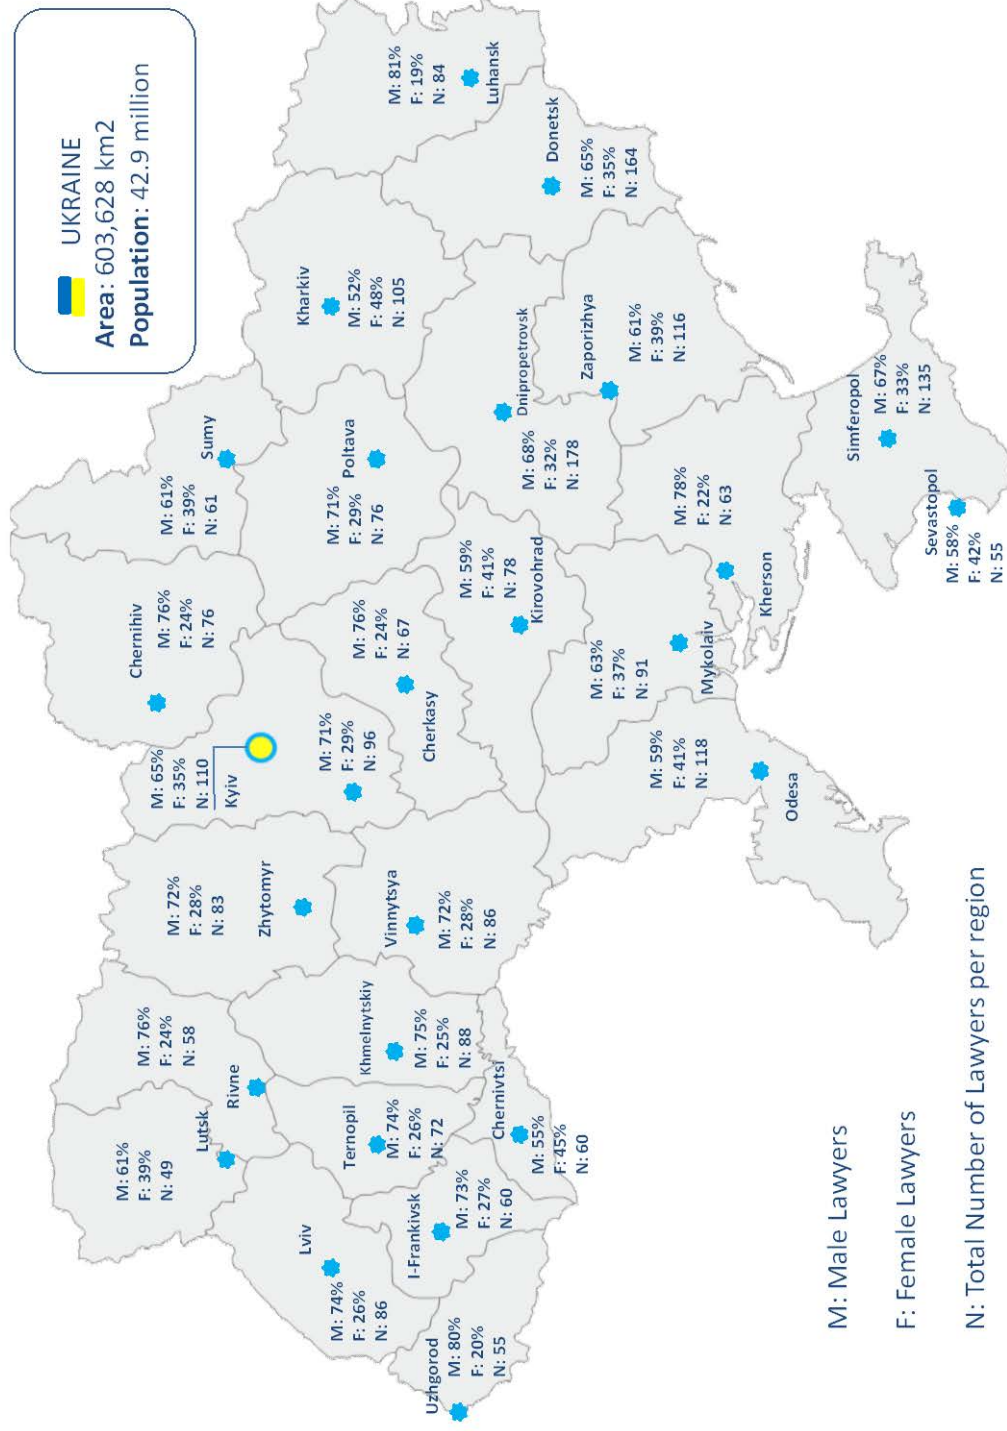 UKRAINE
Area: 603,628 km2
Population: 42.9 million
M: 61%
F: 39%
N: 49
Lutsk
M: 76%
F: 24%
N: 58
Rivne
M: 72%
F: 28%
N: 83
Zhytomyr
M: 65%
F: 35%
N: 110
Kyiv
M: 71%
F: 29%
N: 96
Chernihiv
M: 76%
F: 24%
N: 76
M: 61%
F: 39%
N: 61
Sumy
Lviv
M: 74%
F: 26%
N: 86
Ternopil
M: 74%
F: 26%
N: 72
Khmelnytskiy
M: 75%
F: 25%
N: 88
Vinnytsya
M: 72%
F: 28%
N: 86
M: 76%
F: 24%
N: 67
Cherkasy
Poltava
M: 71%
F: 29%
N: 76
Kharkiv
M: 52%
F: 48%
N: 105
M: 81%
F: 19%
N: 84
Luhansk
Uzhgorod
M: 80%
F: 20%
N: 55
I-Frankivsk
M: 73%
F: 27%
N: 60
Chernivtsi
M: 55%
F: 45%
N: 60
M: 59%
F: 41%
N: 78
Kirovohrad
Dnipropetrovsk
M: 68%
F: 32%
N: 178
Donetsk
M: 65%
F: 35%
N: 164
Zaporizhya
M: 61%
F: 39%
N: 116
M: 59%
F: 41%
N: 118
Odesa
M: 63%
F: 37%
N: 91
Mykolaiv
M: 78%
F: 22%
N: 63
Kherson
Simferopol
M: 67%
F: 33%
N: 135
Sevastopol
M: 58%
F: 42%
N: 55
M: Male Lawyers
F: Female Lawyers
N: Total Number of Lawyers per region